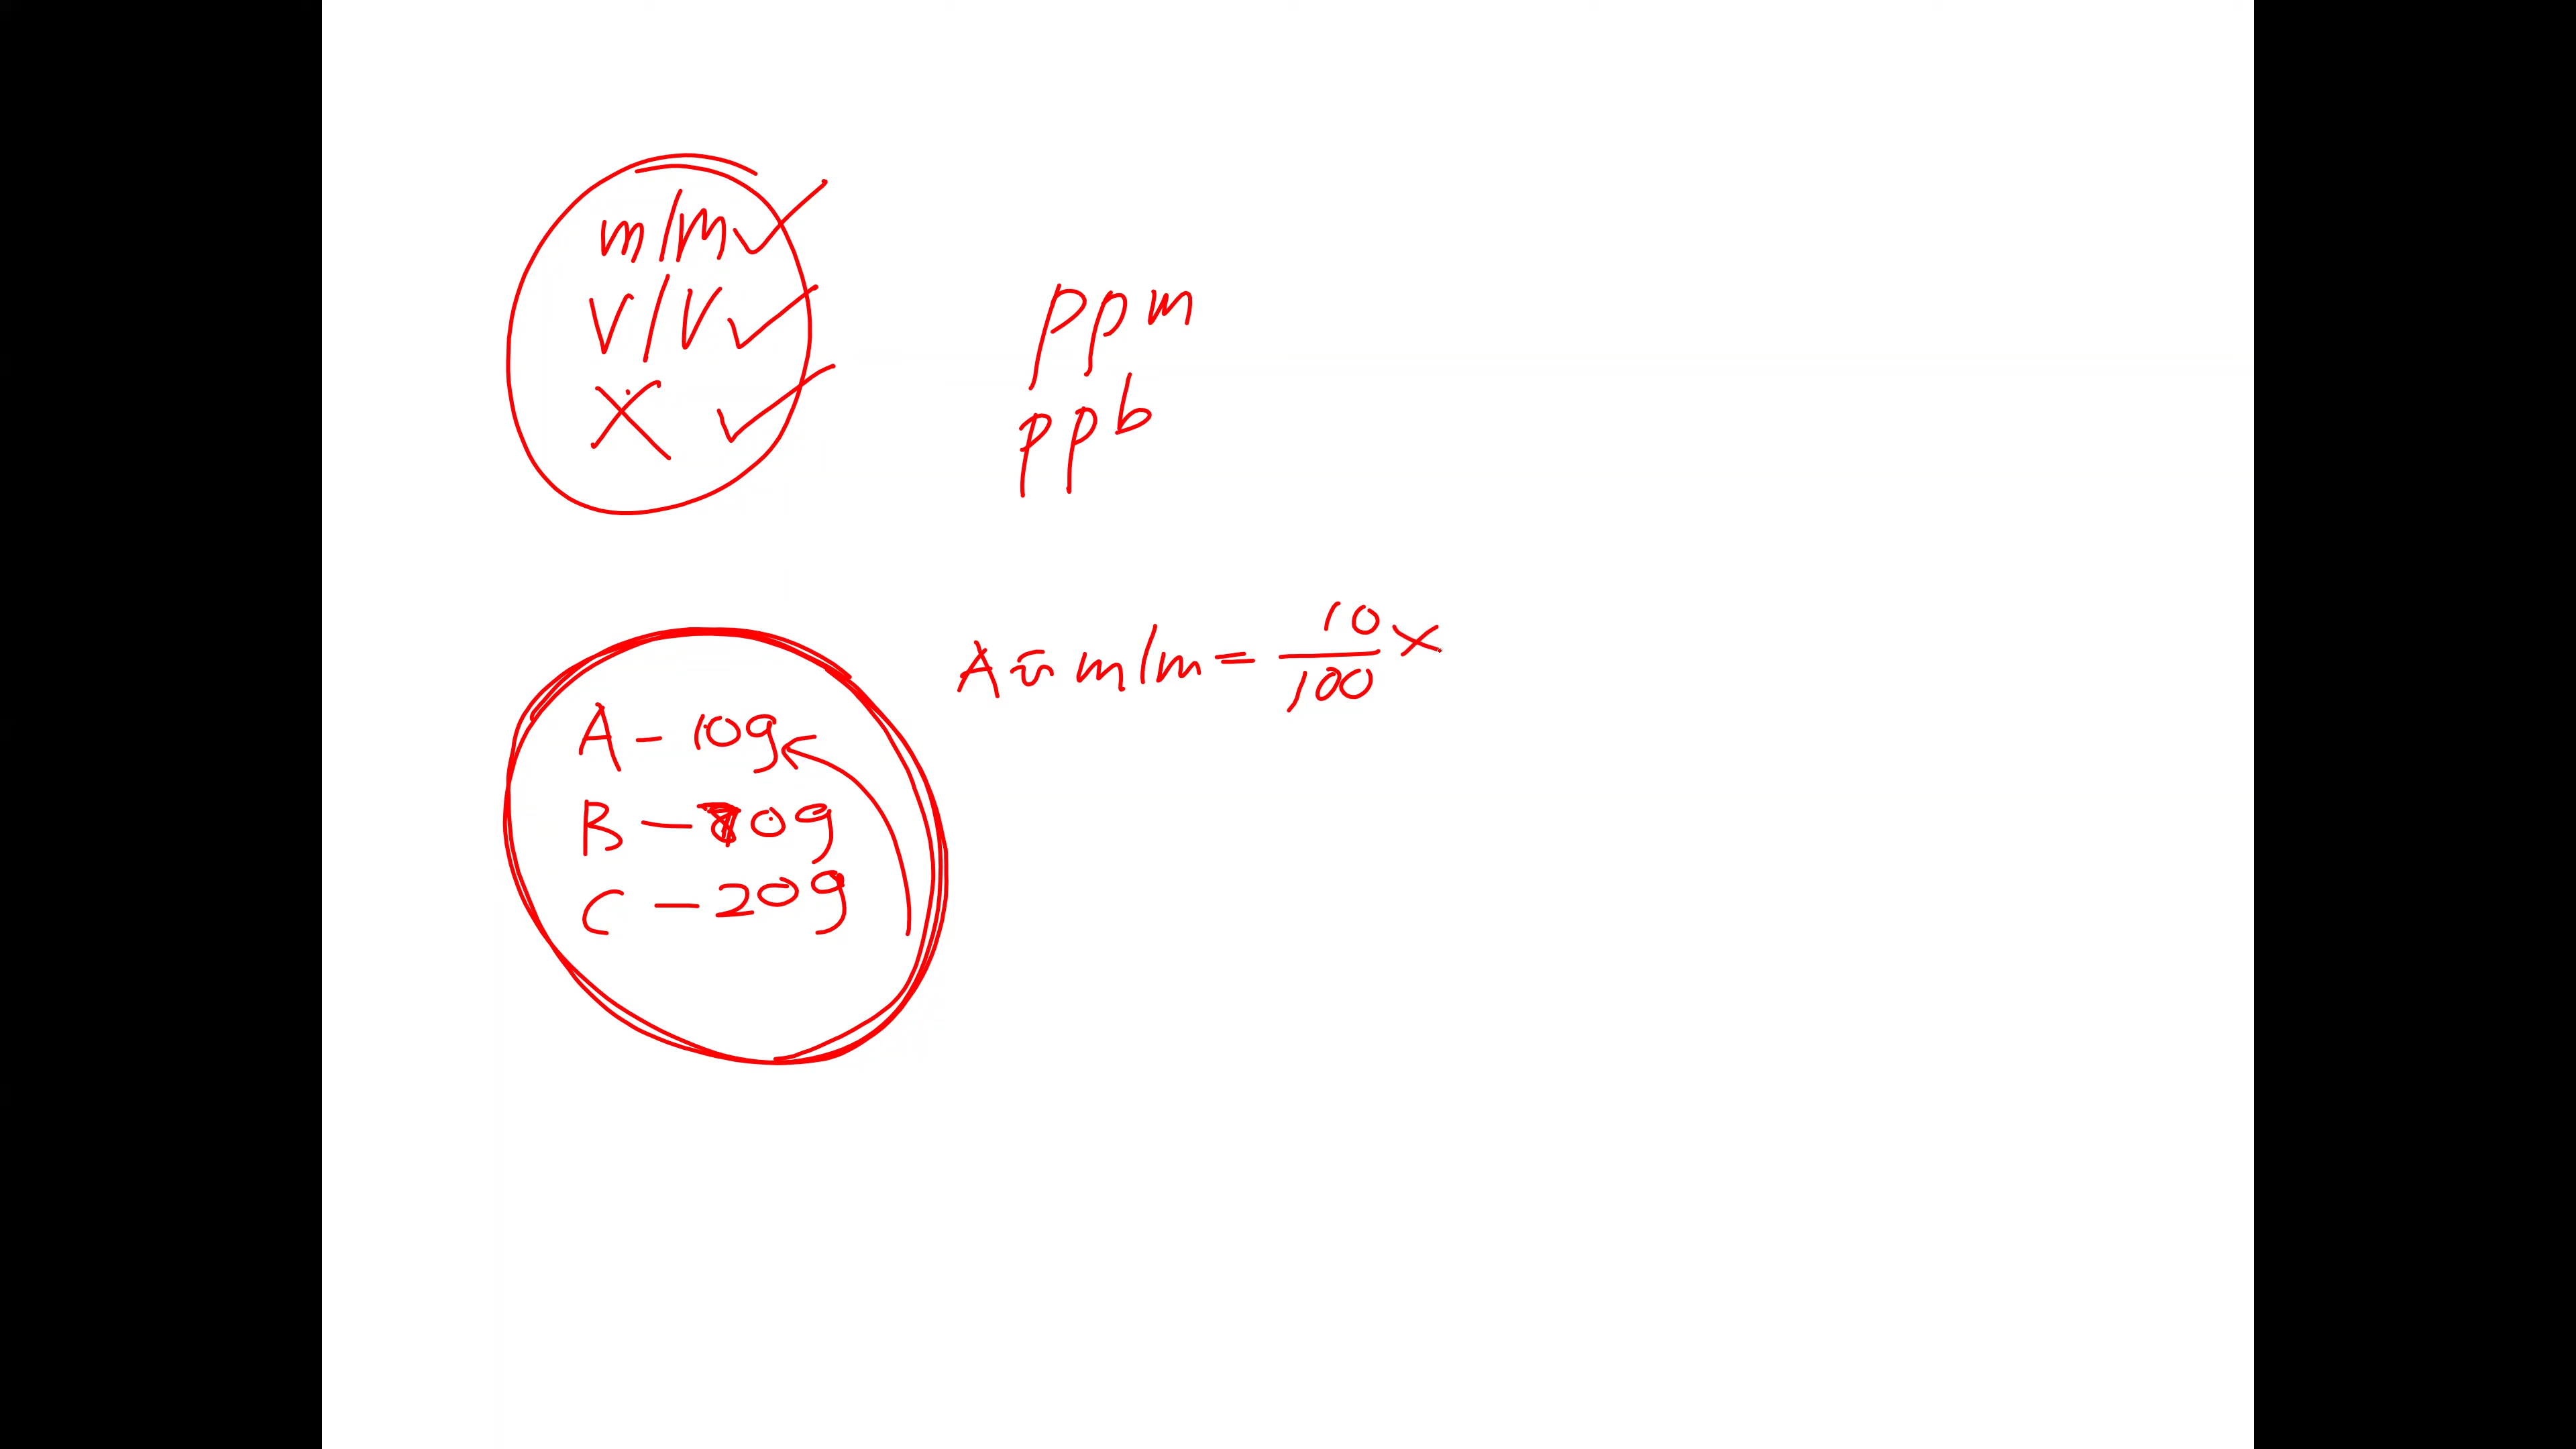 m/m✓
V/V✓
X ✓
ppm
ppb
A - 10g
B - 70g
C - 20g
m/m = 10/100 ×